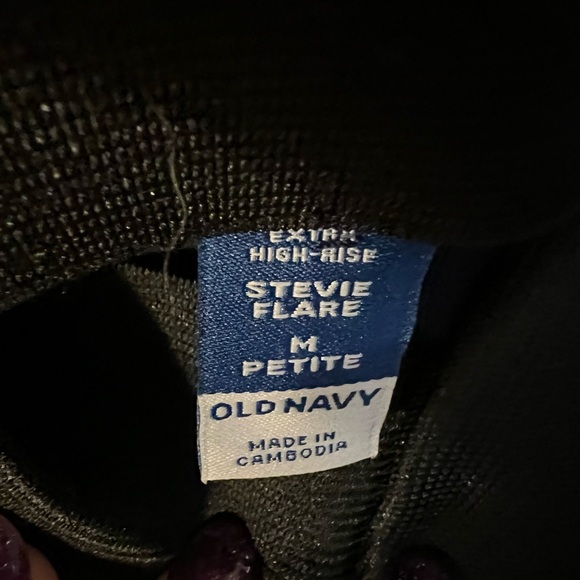 EXTRA
HIGH-RISE
STEVIE
FLARE
M
PETITE
OLD NAVY
MADE IN
CAMBODIA